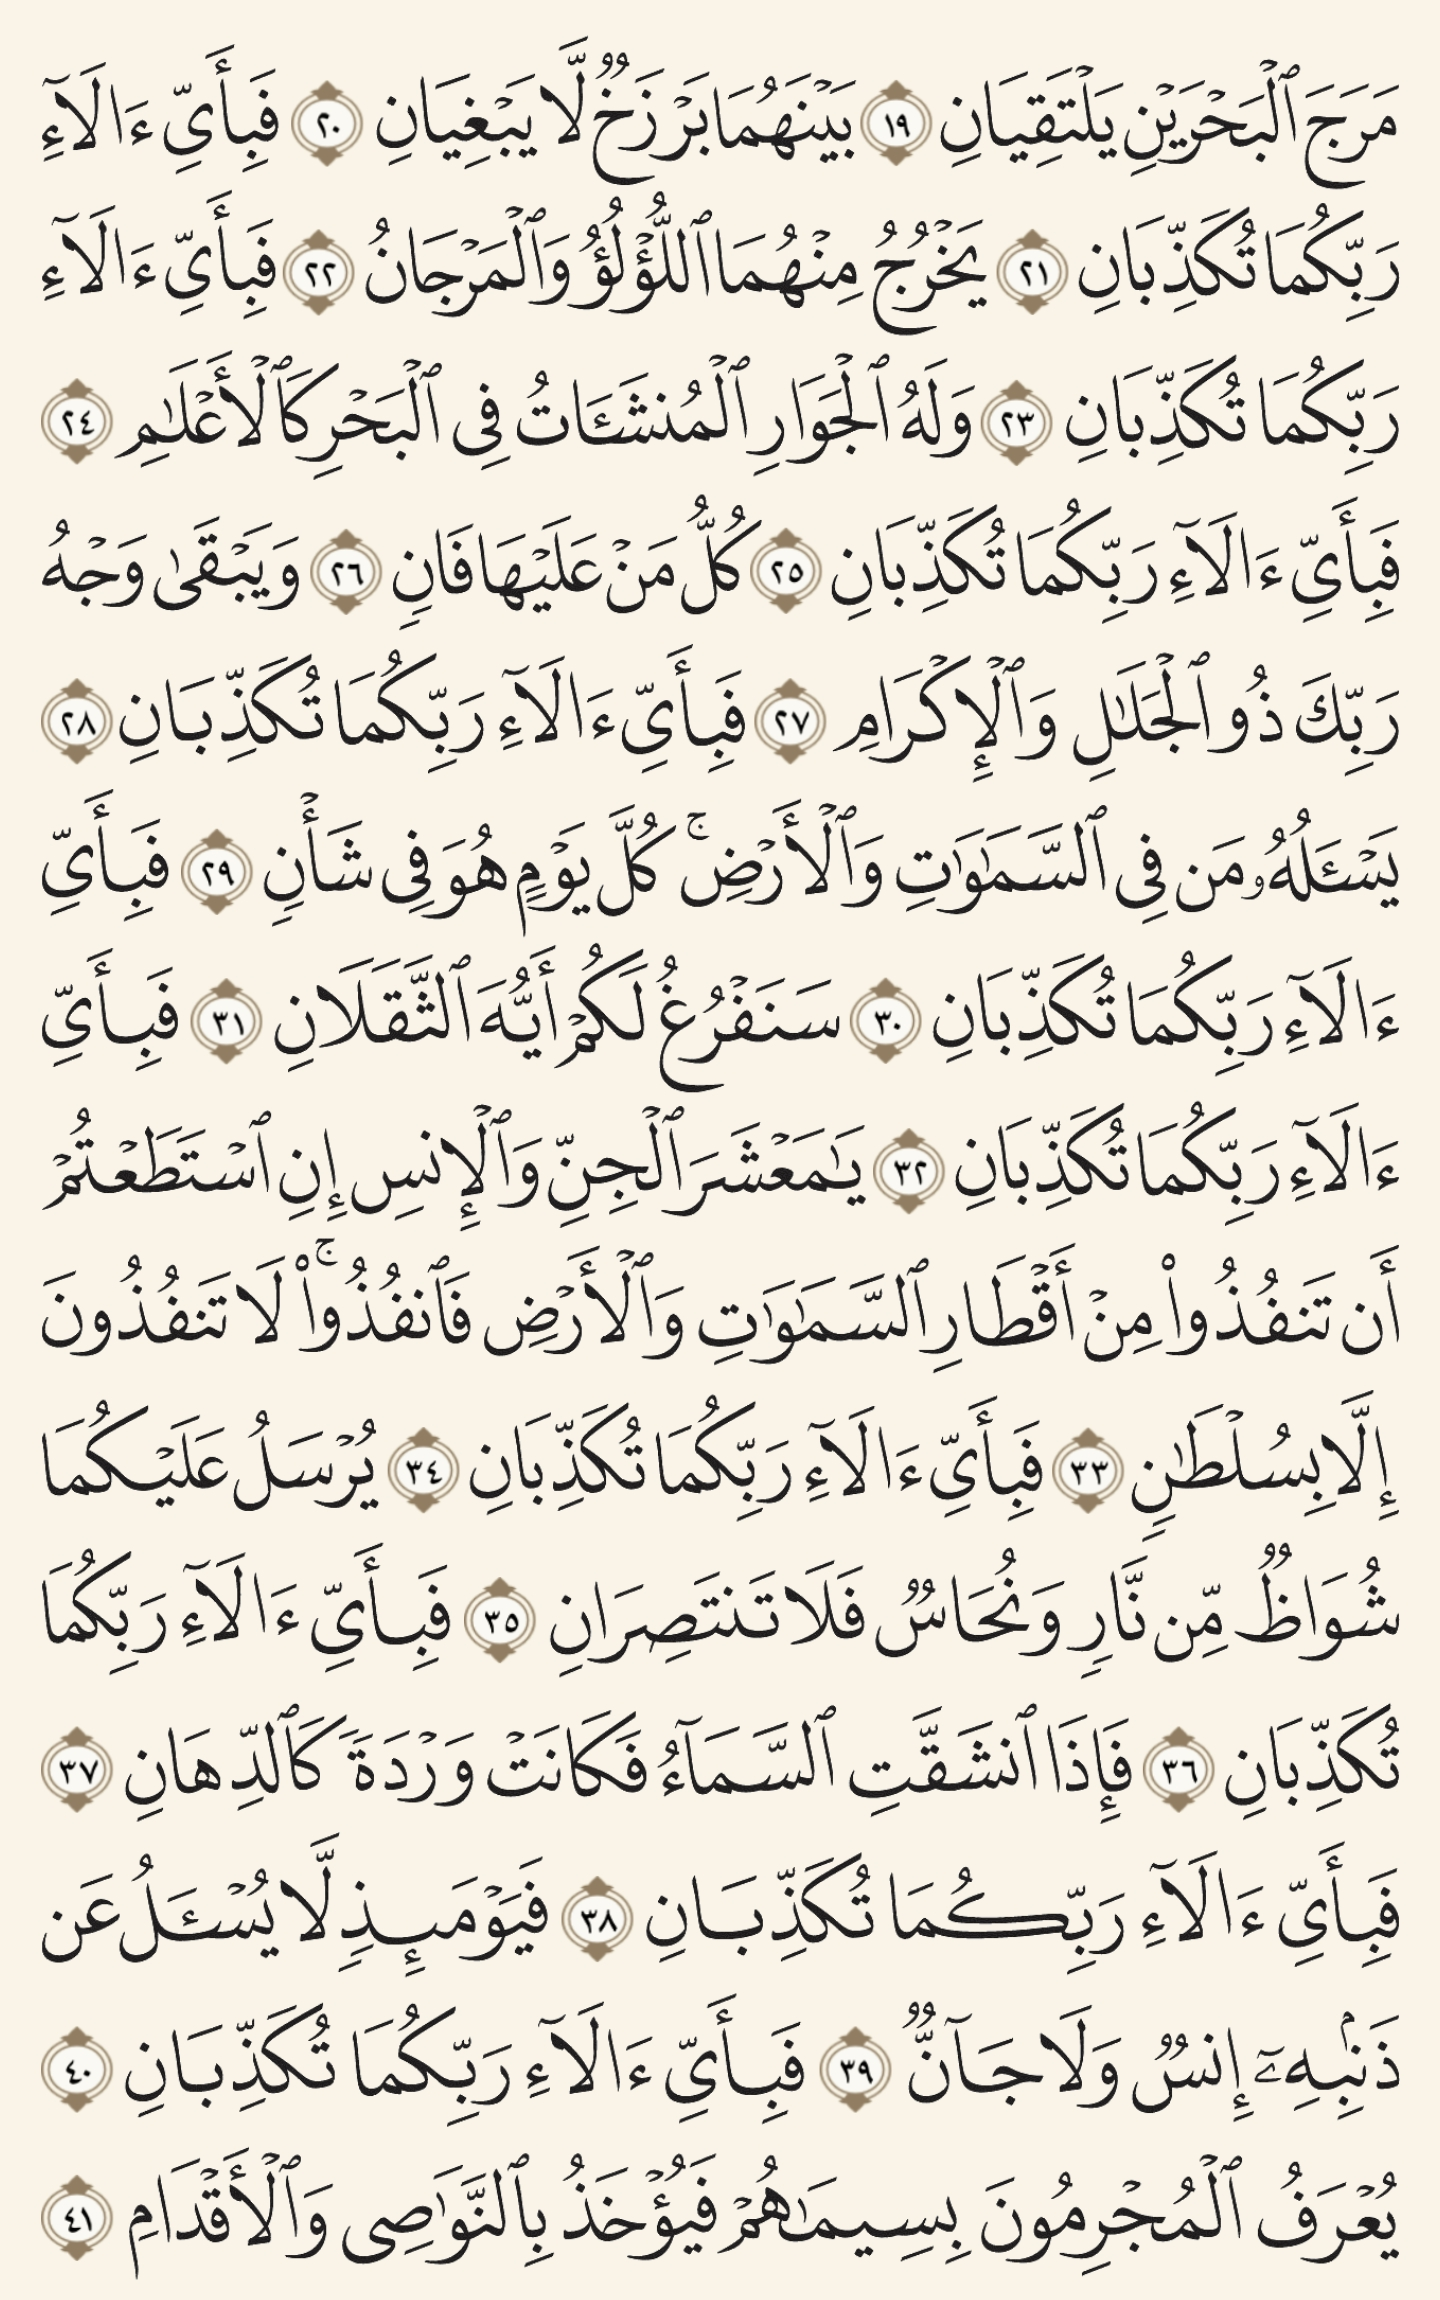 مَرَجَ ٱلْبَحْرَيْنِ يَلْتَقِيَانِ ١٩ بَيْنَهُمَا بَرْزَخٌ لَّا يَبْغِيَانِ ٢٠ فَبِأَىِّ ءَالَآءِ
رَبِّكُمَا تُكَذِّبَانِ ٢١ يَخْرُجُ مِنْهُمَا ٱللُّؤْلُؤُ وَٱلْمَرْجَانُ ٢٢ فَبِأَىِّ ءَالَآءِ
رَبِّكُمَا تُكَذِّبَانِ ٢٣ وَلَهُ ٱلْجَوَارِ ٱلْمُنشَـَٔاتُ فِى ٱلْبَحْرِ كَٱلْأَعْلَٰمِ ٢٤
فَبِأَىِّ ءَالَآءِ رَبِّكُمَا تُكَذِّبَانِ ٢٥ كُلُّ مَنْ عَلَيْهَا فَانٍ ٢٦ وَيَبْقَىٰ وَجْهُ
رَبِّكَ ذُو ٱلْجَلَٰلِ وَٱلْإِكْرَامِ ٢٧ فَبِأَىِّ ءَالَآءِ رَبِّكُمَا تُكَذِّبَانِ ٢٨
يَسْـَٔلُهُۥ مَن فِى ٱلسَّمَٰوَٰتِ وَٱلْأَرْضِ ۚ كُلَّ يَوْمٍ هُوَ فِى شَأْنٍ ٢٩ فَبِأَىِّ
ءَالَآءِ رَبِّكُمَا تُكَذِّبَانِ ٣٠ سَنَفْرُغُ لَكُمْ أَيُّهَ ٱلثَّقَلَانِ ٣١ فَبِأَىِّ
ءَالَآءِ رَبِّكُمَا تُكَذِّبَانِ ٣٢ يَٰمَعْشَرَ ٱلْجِنِّ وَٱلْإِنسِ إِنِ ٱسْتَطَعْتُمْ
أَن تَنفُذُوا۟ مِنْ أَقْطَارِ ٱلسَّمَٰوَٰتِ وَٱلْأَرْضِ فَٱنفُذُوا۟ ۚ لَا تَنفُذُونَ
إِلَّا بِسُلْطَٰنٍ ٣٣ فَبِأَىِّ ءَالَآءِ رَبِّكُمَا تُكَذِّبَانِ ٣٤ يُرْسَلُ عَلَيْكُمَا
شُوَاظٌ مِّن نَّارٍ وَنُحَاسٌ فَلَا تَنتَصِرَانِ ٣٥ فَبِأَىِّ ءَالَآءِ رَبِّكُمَا
تُكَذِّبَانِ ٣٦ فَإِذَا ٱنشَقَّتِ ٱلسَّمَآءُ فَكَانَتْ وَرْدَةً كَٱلدِّهَانِ ٣٧
فَبِأَىِّ ءَالَآءِ رَبِّكُمَا تُكَذِّبَانِ ٣٨ فَيَوْمَئِذٍ لَّا يُسْـَٔلُ عَن
ذَنۢبِهِۦٓ إِنسٌ وَلَا جَآنٌّ ٣٩ فَبِأَىِّ ءَالَآءِ رَبِّكُمَا تُكَذِّبَانِ ٤٠
يُعْرَفُ ٱلْمُجْرِمُونَ بِسِيمَٰهُمْ فَيُؤْخَذُ بِٱلنَّوَٰصِى وَٱلْأَقْدَامِ ٤١